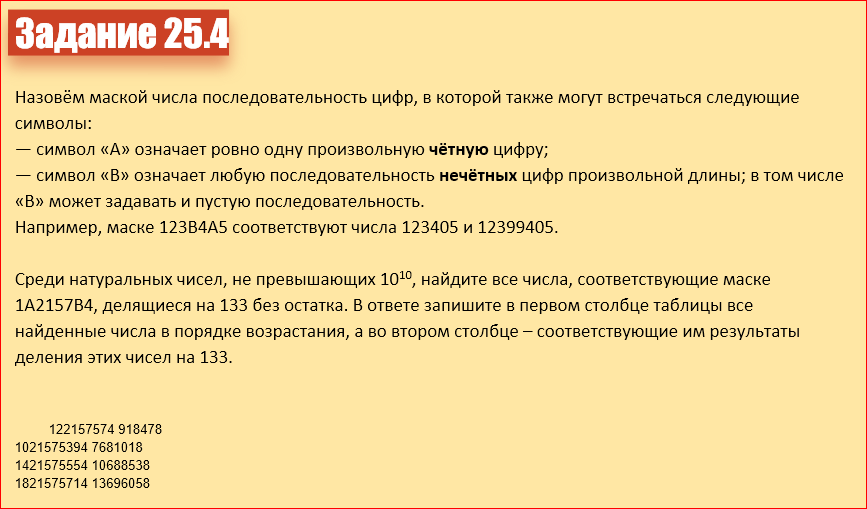 Задание 25.4
Назовём маской числа последовательность цифр, в которой также могут встречаться следующие
символы:
— символ «А» означает ровно одну произвольную чётную цифру;
— символ «В» означает любую последовательность нечётных цифр произвольной длины; в том числе
«В» может задавать и пустую последовательность.
Например, маске 123В4А5 соответствуют числа 123405 и 12399405.
Среди натуральных чисел, не превышающих 10¹⁰, найдите все числа, соответствующие маске
1А2157В4, делящиеся на 133 без остатка. В ответе запишите в первом столбце таблицы все
найденные числа в порядке возрастания, а во втором столбце – соответствующие им результаты
деления этих чисел на 133.
122157574 918478
1021575394 7681018
1421575554 10688538
1821575714 13696058